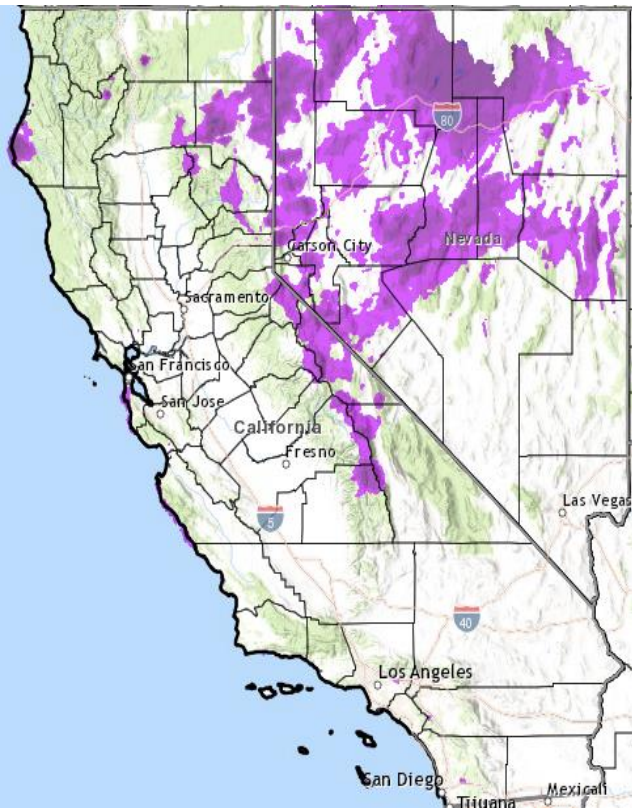 80
Carson City
Nevada
Sacramento
San Francisco
San Jose
California
Fresno
5
Las Vegas
40
Los Angeles
San Diego
Mexicali
Tijuana